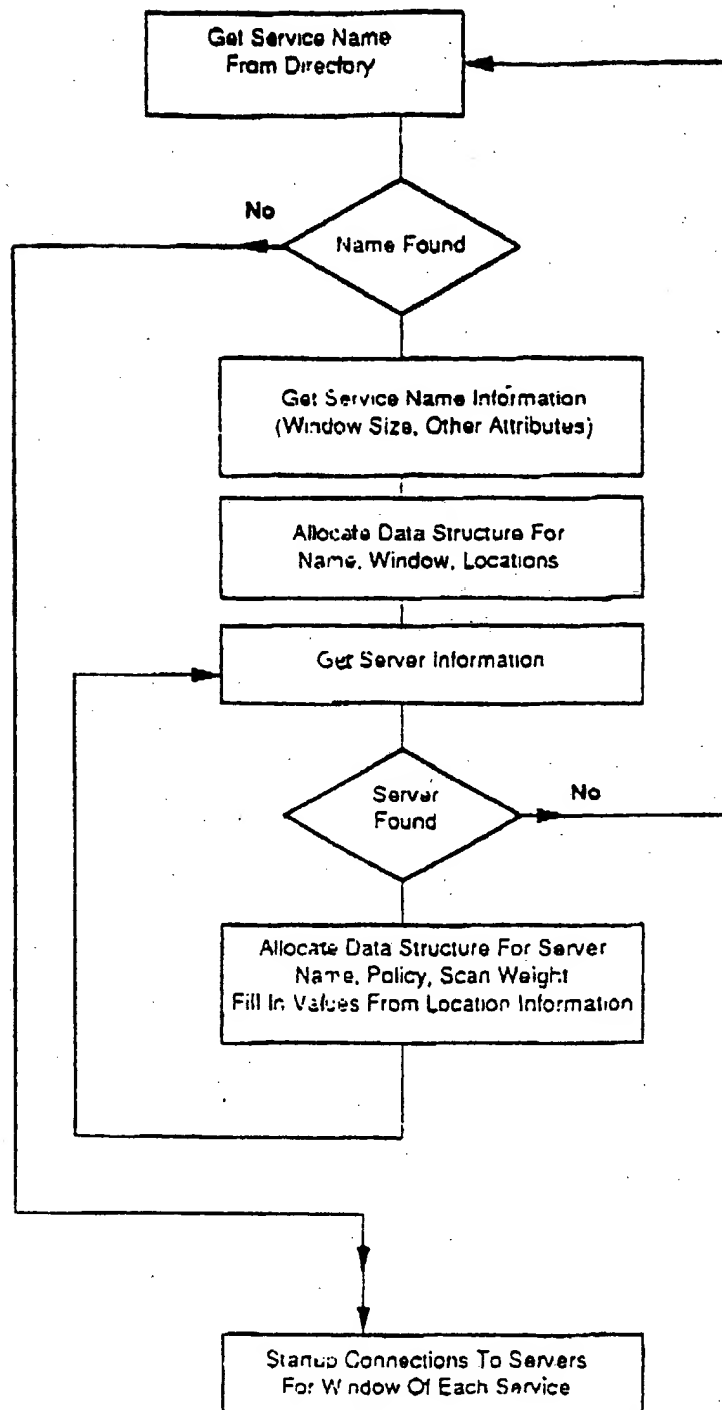 Get Service Name
From Directory
No
Name Found
Get Service Name Information
(Window Size, Other Attributes)
Allocate Data Structure For
Name, Window, Locations
Get Server Information
Server
Found
No
Allocate Data Structure For Server
Name, Policy, Scan Weight
Fill In Values From Location Information
Startup Connections To Servers
For Window Of Each Service